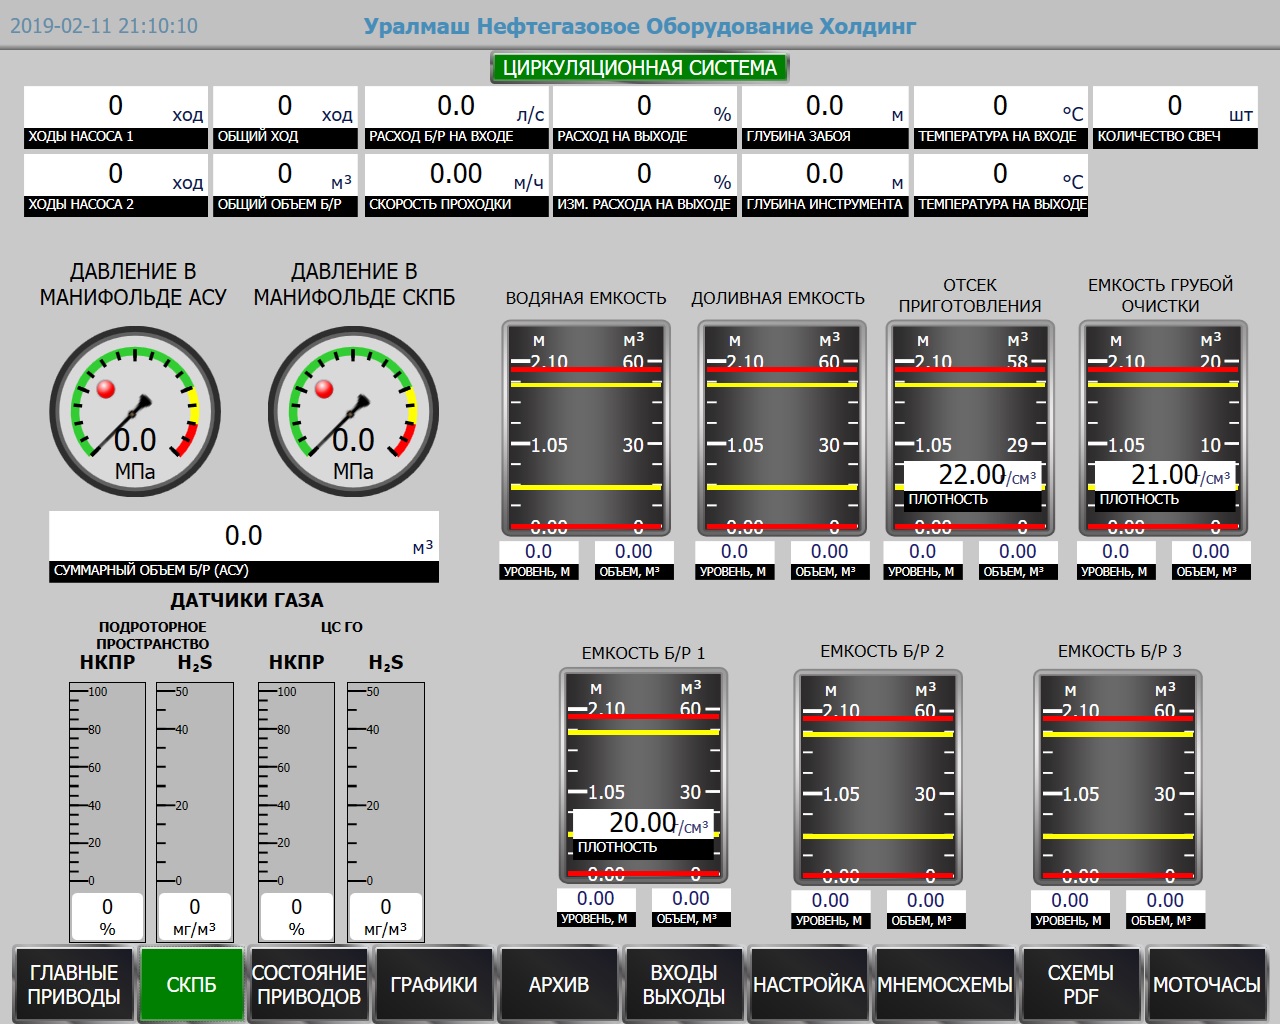 2019-02-11 21:10:10
Уралмаш Нефтегазовое Оборудование Холдинг
ЦИРКУЛЯЦИОННАЯ СИСТЕМА
0 ход
ХОДЫ НАСОСА 1
0 ход
ОБЩИЙ ХОД
0.0 л/с
РАСХОД Б/Р НА ВХОДЕ
0 %
РАСХОД НА ВЫХОДЕ
0.0 м
ГЛУБИНА ЗАБОЯ
0 °C
ТЕМПЕРАТУРА НА ВХОДЕ
0 шт
КОЛИЧЕСТВО СВЕЧ
0 ход
ХОДЫ НАСОСА 2
0 м³
ОБЩИЙ ОБЪЕМ Б/Р
0.00 м/ч
СКОРОСТЬ ПРОХОДКИ
0 %
ИЗМ. РАСХОДА НА ВЫХОДЕ
0.0 м
ГЛУБИНА ИНСТРУМЕНТА
0 °C
ТЕМПЕРАТУРА НА ВЫХОДЕ
ДАВЛЕНИЕ В
МАНИФОЛЬДЕ АСУ
0.0
МПа
ДАВЛЕНИЕ В
МАНИФОЛЬДЕ СКПБ
0.0
МПа
0.0 м³
СУММАРНЫЙ ОБЪЕМ Б/Р (АСУ)
ВОДЯНАЯ ЕМКОСТЬ
м м³
2.10 60
1.05 30
0.00 0
0.0 0.00
УРОВЕНЬ, М ОБЪЕМ, М³
ДОЛИВНАЯ ЕМКОСТЬ
м м³
2.10 60
1.05 30
0.00 0
0.0 0.00
УРОВЕНЬ, М ОБЪЕМ, М³
ОТСЕК
ПРИГОТОВЛЕНИЯ
м м³
2.10 58
1.05 29
22.00 г/см³
ПЛОТНОСТЬ
0.00 0
0.0 0.00
УРОВЕНЬ, М ОБЪЕМ, М³
ЕМКОСТЬ ГРУБОЙ
ОЧИСТКИ
м м³
2.10 20
1.05 10
21.00 г/см³
ПЛОТНОСТЬ
0.00 0
0.0 0.00
УРОВЕНЬ, М ОБЪЕМ, М³
ДАТЧИКИ ГАЗА
ПОДРОТОРНОЕ
ПРОСТРАНСТВО
НКПР H₂S
100 50
80 40
60
40 20
20
0 0
0 0
% мг/м³
ЦС ГО
НКПР H₂S
100 50
80 40
60
40 20
20
0 0
0 0
% мг/м³
ЕМКОСТЬ Б/Р 1
м м³
2.10 60
1.05 30
20.00 г/см³
ПЛОТНОСТЬ
0.00 0
0.00 0.00
УРОВЕНЬ, М ОБЪЕМ, М³
ЕМКОСТЬ Б/Р 2
м м³
2.10 60
1.05 30
0.00 0
0.00 0.00
УРОВЕНЬ, М ОБЪЕМ, М³
ЕМКОСТЬ Б/Р 3
м м³
2.10 60
1.05 30
0.00 0
0.00 0.00
УРОВЕНЬ, М ОБЪЕМ, М³
ГЛАВНЫЕ
ПРИВОДЫ
СКПБ
СОСТОЯНИЕ
ПРИВОДОВ
ГРАФИКИ
АРХИВ
ВХОДЫ
ВЫХОДЫ
НАСТРОЙКА
МНЕМОСХЕМЫ
СХЕМЫ
PDF
МОТОЧАСЫ